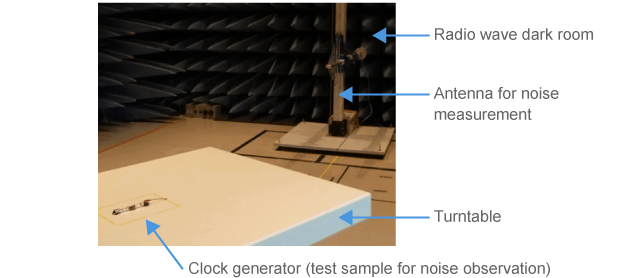 Radio wave dark room
Antenna for noise
measurement
Turntable
Clock generator (test sample for noise observation)